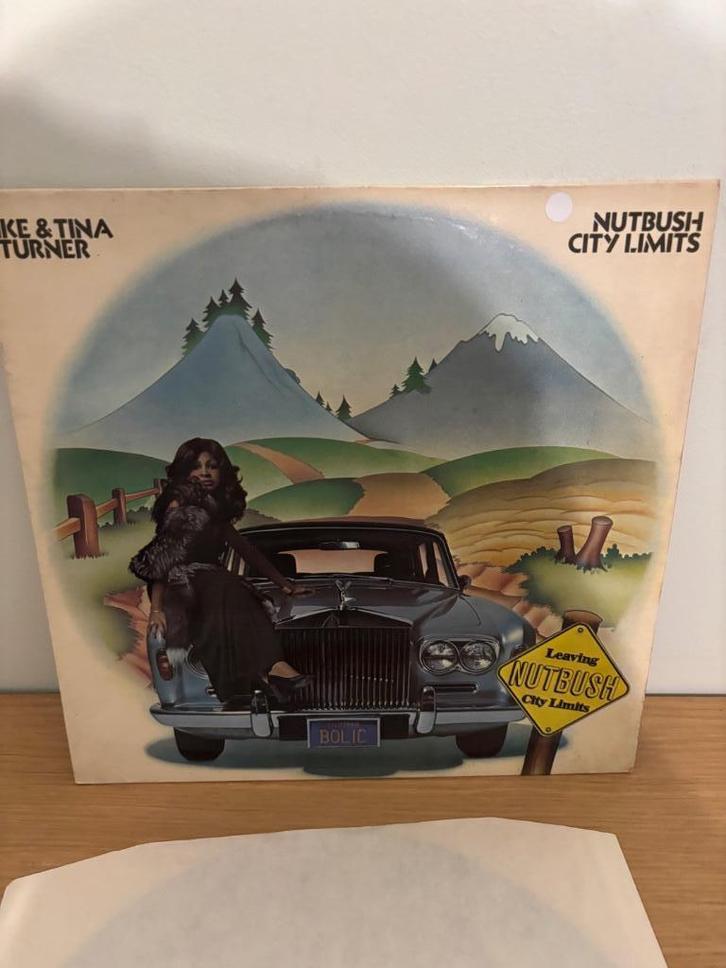 KE & TINA
TURNER
NUTBUSH
CITY LIMITS
Leaving
NUTBUSH
City Limits
BOLIC